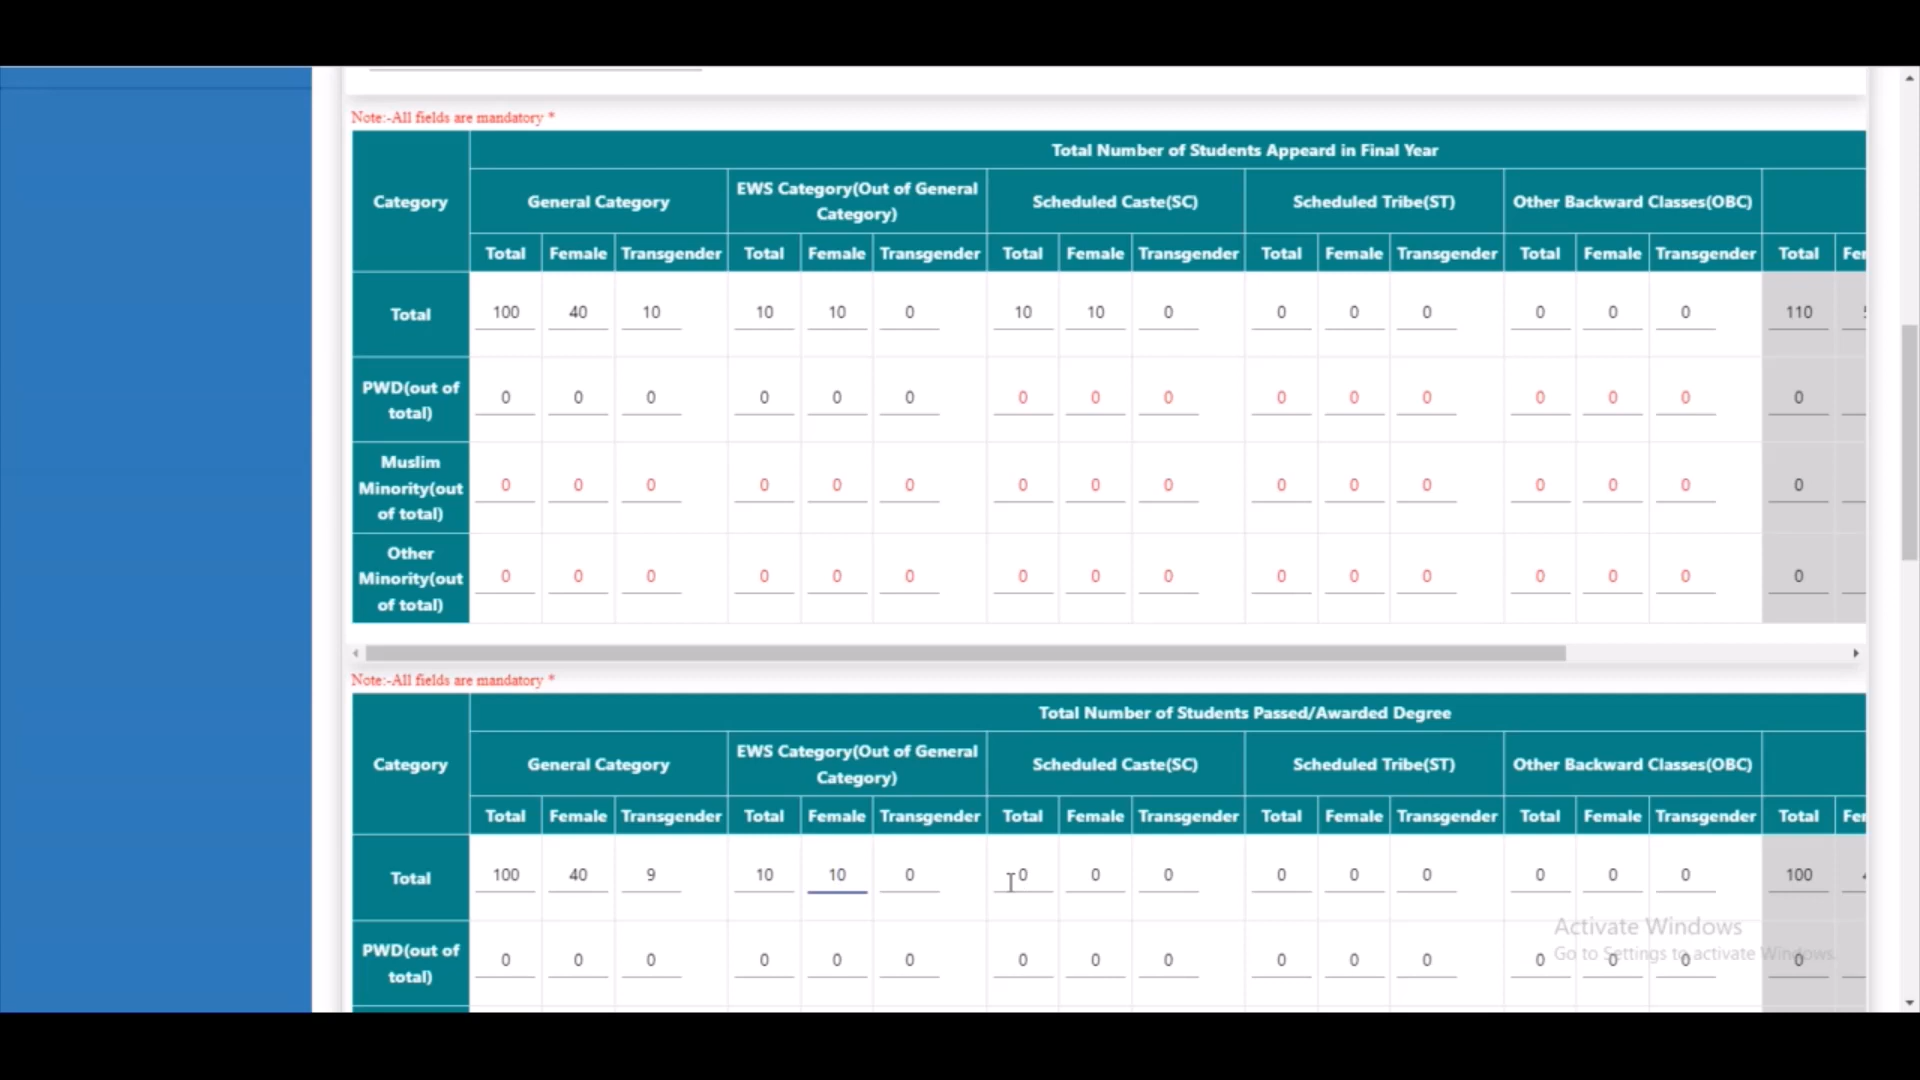 Note:-All fields are mandatory *
Total Number of Students Appeard in Final Year
Category
General Category
EWS Category(Out of General
Category)
Scheduled Caste(SC)
Scheduled Tribe(ST)
Other Backward Classes(OBC)
Total Female Transgender Total Female Transgender Total Female Transgender Total Female Transgender Total Female Transgender Total
Total 100 40 10 10 10 0 10 10 0 0 0 0 0 0 0 110
PWD(out of
total)
0 0 0 0 0 0 0 0 0 0 0 0 0 0 0 0
Muslim
Minority(out
of total)
0 0 0 0 0 0 0 0 0 0 0 0 0 0 0 0
Other
Minority(out
of total)
0 0 0 0 0 0 0 0 0 0 0 0 0 0 0 0
Note:-All fields are mandatory *
Total Number of Students Passed/Awarded Degree
Category
General Category
EWS Category(Out of General
Category)
Scheduled Caste(SC)
Scheduled Tribe(ST)
Other Backward Classes(OBC)
Total Female Transgender Total Female Transgender Total Female Transgender Total Female Transgender Total Female Transgender Total
Total 100 40 9 10 10 0 0 0 0 0 0 0 0 0 0 100
PWD(out of
total)
0 0 0 0 0 0 0 0 0 0 0 0 0 0 0 0
Activate Windows
Go to Settings to activate Windows.